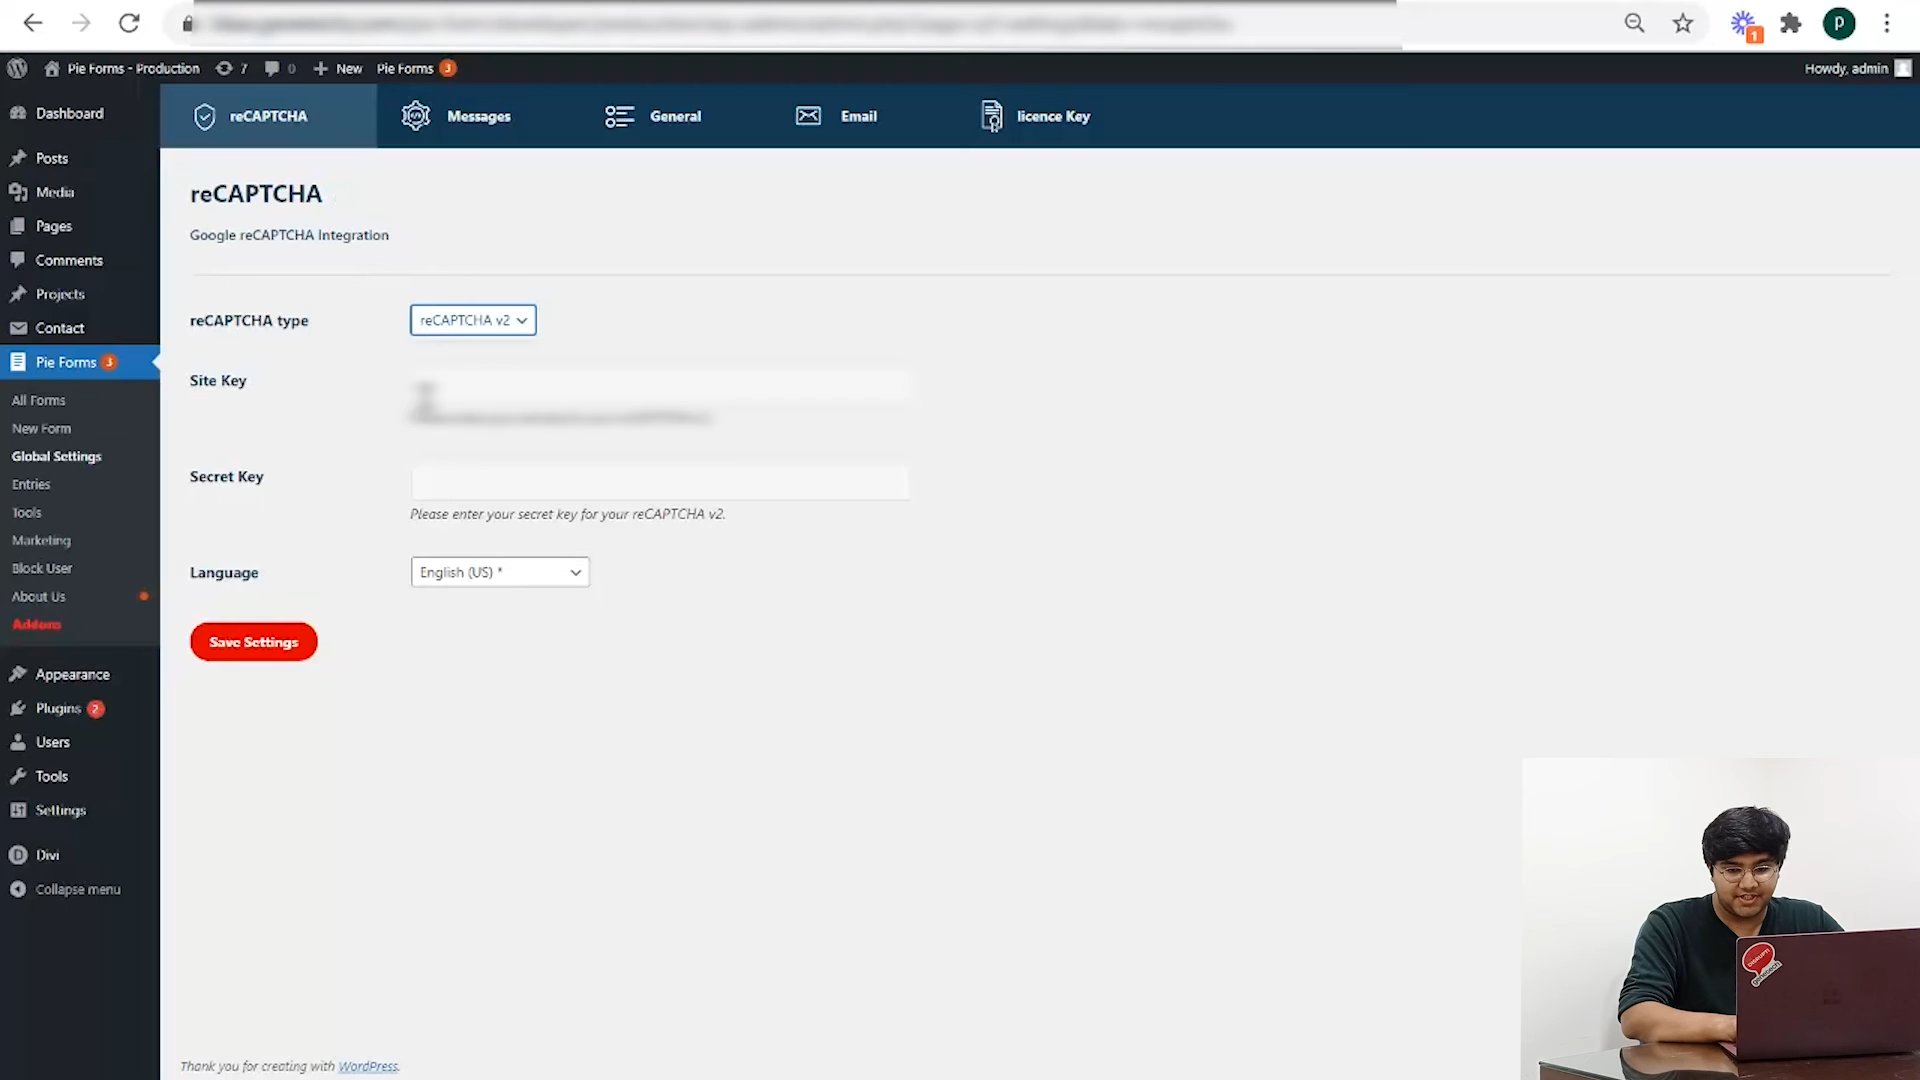 Pie Forms - Production
7
0
New
Pie Forms 3
Howdy, admin
1
P
Dashboard
Posts
Media
Pages
Comments
Projects
Contact
Pie Forms 3
All Forms
New Form
Global Settings
Entries
Tools
Marketing
Block User
About Us
Addons
Appearance
Plugins 2
Users
Tools
Settings
D Divi
Collapse menu
reCAPTCHA
Messages
General
Email
licence Key
reCAPTCHA
Google reCAPTCHA Integration
reCAPTCHA type
reCAPTCHA v2
Site Key
Secret Key
Please enter your secret key for your reCAPTCHA v2.
Language
English (US) *
Save Settings
Thank you for creating with WordPress.
DISRUPT!